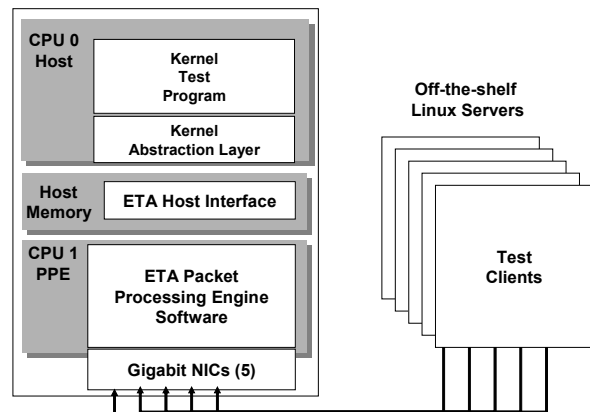 CPU 0
Host
Kernel
Test
Program
Kernel
Abstraction Layer
Host
Memory
ETA Host Interface
CPU 1
PPE
ETA Packet
Processing Engine
Software
Gigabit NICs (5)
Off-the-shelf
Linux Servers
Test
Clients